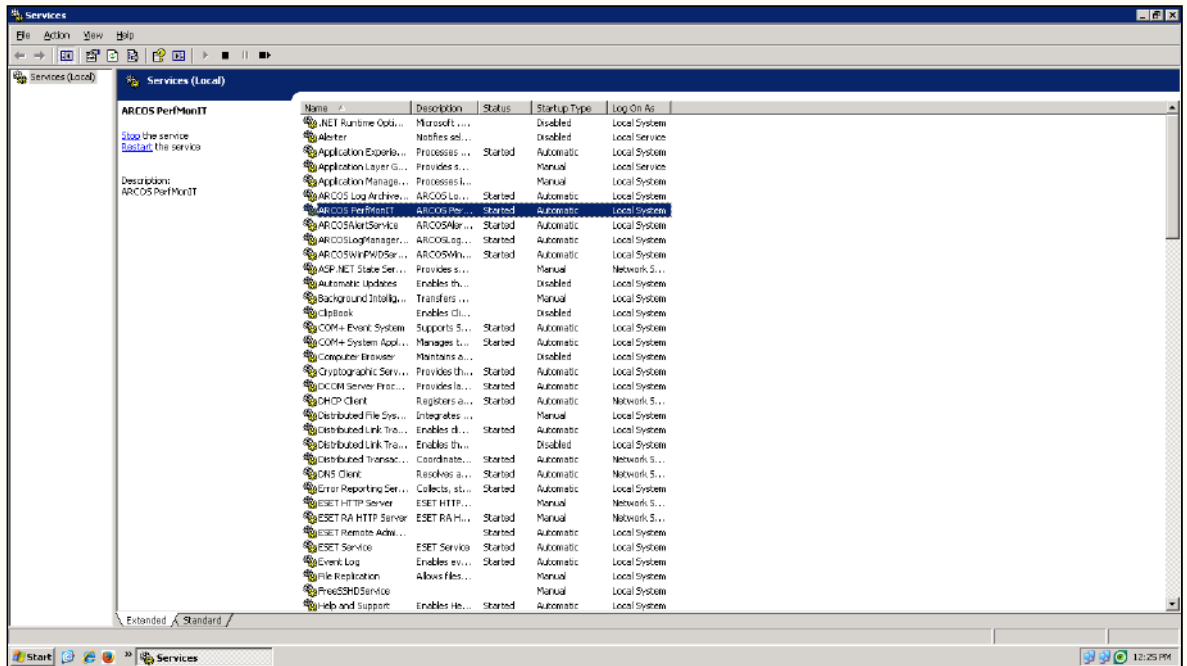 Services
File Action View Help
Services (Local)
Services (Local)
ARCOS PerfMonIT
Stop the service
Restart the service
Description:
ARCOS PerfMonIT
Name Description Status Startup Type Log On As
.NET Runtime Opti... Microsoft .... Disabled Local System
Alerter Notifies sel... Disabled Local Service
Application Experie... Processes ... Started Automatic Local System
Application Layer G... Provides s... Manual Local Service
Application Manage... Processes i... Manual Local System
ARCOS Log Archive... ARCOS Lo... Started Automatic Local System
ARCOS PerfMonIT ARCOS Per... Started Automatic Local System
ARCOSAlertService ARCOSAler... Started Automatic Local System
ARCOSLogManager... ARCOSLog... Started Automatic Local System
ARCOSWinPWDSer... ARCOSWin... Started Automatic Local System
ASP.NET State Ser... Provides s... Manual Network S...
Automatic Updates Enables th... Disabled Local System
Background Intellig... Transfers ... Manual Local System
ClipBook Enables Cli... Disabled Local System
COM+ Event System Supports S... Started Automatic Local System
COM+ System Appl... Manages t... Started Automatic Local System
Computer Browser Maintains a... Disabled Local System
Cryptographic Serv... Provides th... Started Automatic Local System
DCOM Server Proc... Provides la... Started Automatic Local System
DHCP Client Registers a... Started Automatic Network S...
Distributed File Sys... Integrates ... Manual Local System
Distributed Link Tra... Enables cl... Started Automatic Local System
Distributed Link Tra... Enables th... Disabled Local System
Distributed Transac... Coordinate... Started Automatic Network S...
DNS Client Resolves a... Started Automatic Network S...
Error Reporting Ser... Collects, st... Started Automatic Local System
ESET HTTP Server ESET HTTP... Manual Network S...
ESET RA HTTP Server ESET RA H... Started Manual Network S...
ESET Remote Admi... Started Automatic Local System
ESET Service ESET Service Started Automatic Local System
Event Log Enables ev... Started Automatic Local System
File Replication Allows files... Manual Local System
FreeSSHDService Manual Local System
Help and Support Enables He... Started Automatic Local System
Extended Standard
Start » Services 12:25 PM